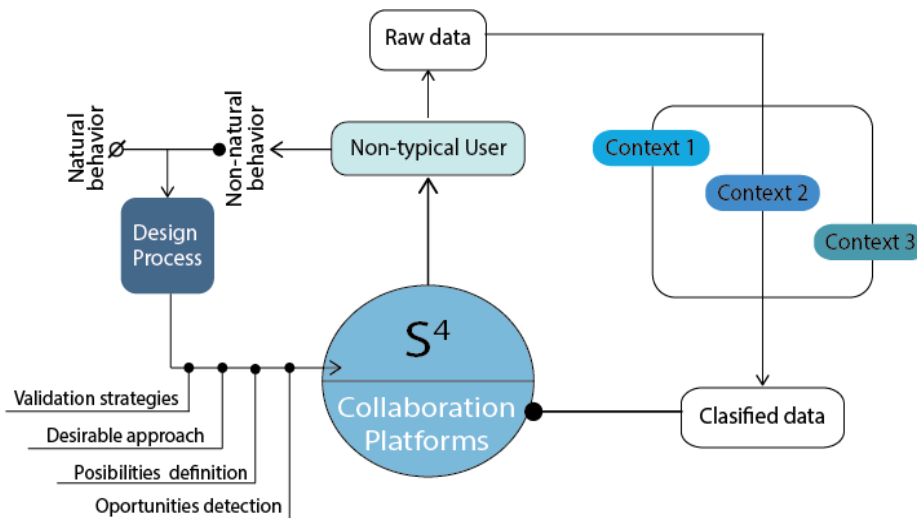 Raw data
Natural
behavior
Non-natural
behavior
Non-typical User
Context 1
Context 2
Context 3
Design
Process
S⁴
Collaboration
Platforms
Clasified data
Validation strategies
Desirable approach
Posibilities definition
Oportunities detection